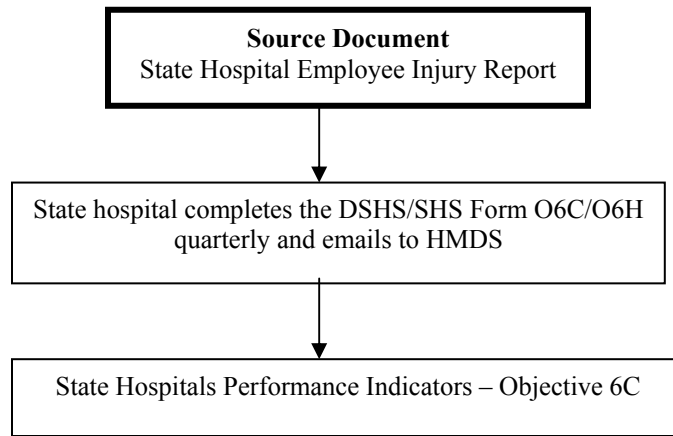 Source Document
State Hospital Employee Injury Report
State hospital completes the DSHS/SHS Form O6C/O6H
quarterly and emails to HMDS
State Hospitals Performance Indicators – Objective 6C